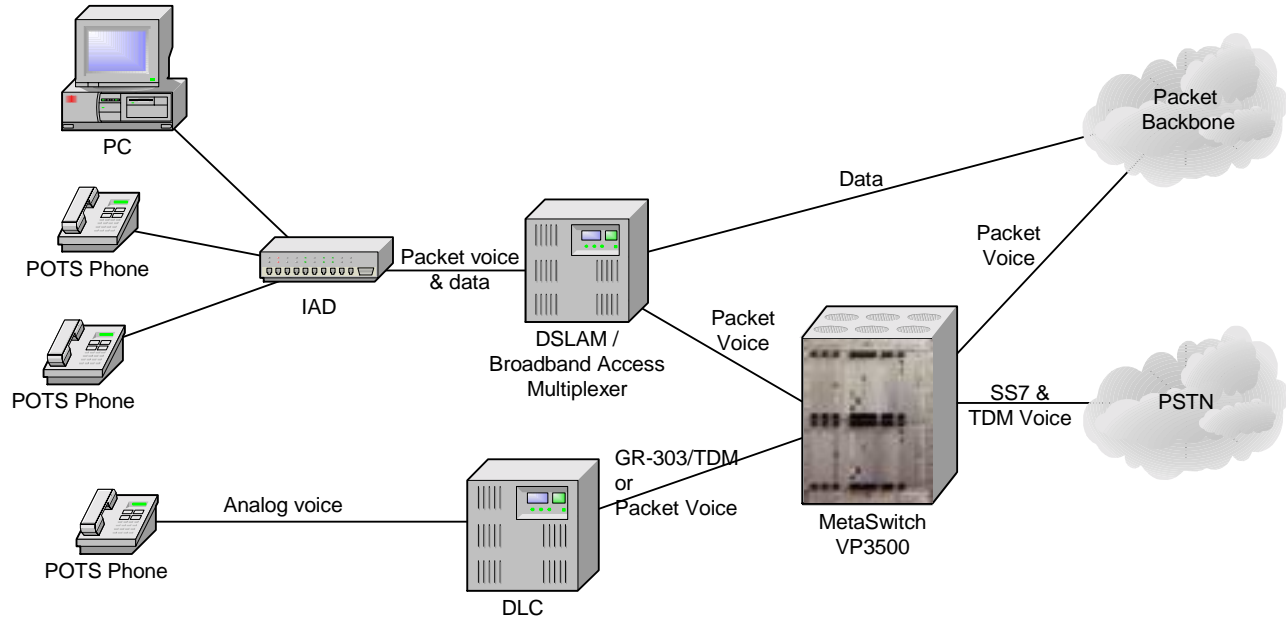 PC
POTS Phone
POTS Phone
IAD
Packet voice
& data
DSLAM /
Broadband Access
Multiplexer
Data
Packet
Backbone
Packet
Voice
Packet
Voice
SS7 &
TDM Voice
PSTN
MetaSwitch
VP3500
GR-303/TDM
or
Packet Voice
Analog voice
POTS Phone
DLC